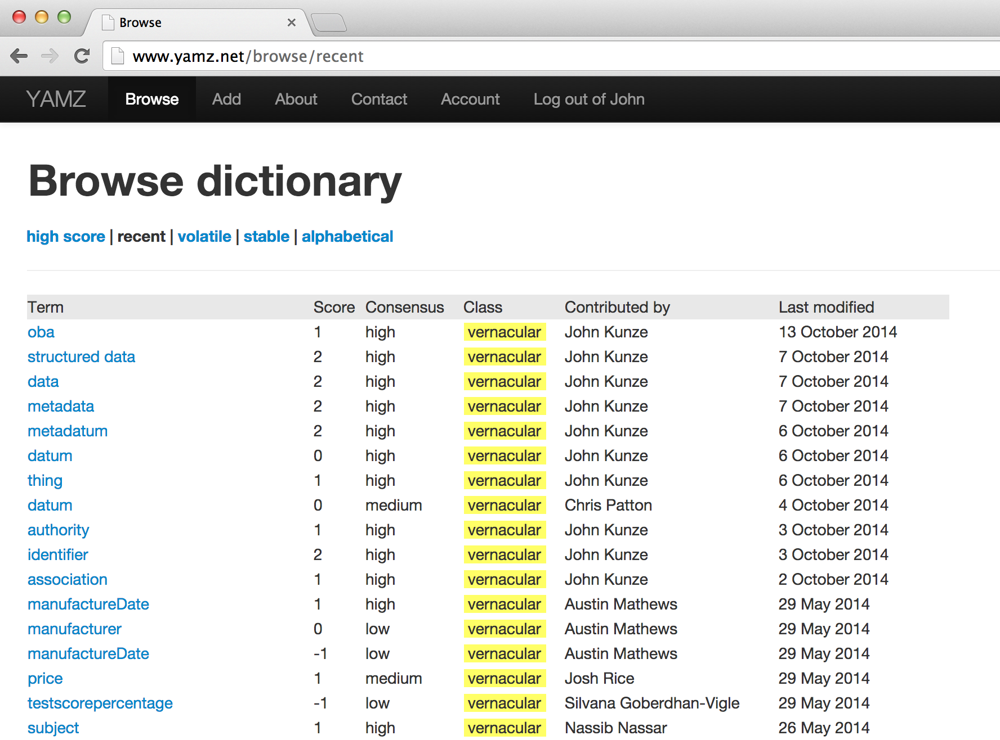 Browse
www.yamz.net/browse/recent
YAMZ Browse Add About Contact Account Log out of John
Browse dictionary
high score | recent | volatile | stable | alphabetical
Term Score Consensus Class Contributed by Last modified
oba 1 high vernacular John Kunze 13 October 2014
structured data 2 high vernacular John Kunze 7 October 2014
data 2 high vernacular John Kunze 7 October 2014
metadata 2 high vernacular John Kunze 7 October 2014
metadatum 2 high vernacular John Kunze 6 October 2014
datum 0 high vernacular John Kunze 6 October 2014
thing 1 high vernacular John Kunze 6 October 2014
datum 0 medium vernacular Chris Patton 4 October 2014
authority 1 high vernacular John Kunze 3 October 2014
identifier 2 high vernacular John Kunze 3 October 2014
association 1 high vernacular John Kunze 2 October 2014
manufactureDate 1 high vernacular Austin Mathews 29 May 2014
manufacturer 0 low vernacular Austin Mathews 29 May 2014
manufactureDate -1 low vernacular Austin Mathews 29 May 2014
price 1 medium vernacular Josh Rice 29 May 2014
testscorepercentage -1 low vernacular Silvana Goberdhan-Vigle 29 May 2014
subject 1 high vernacular Nassib Nassar 26 May 2014